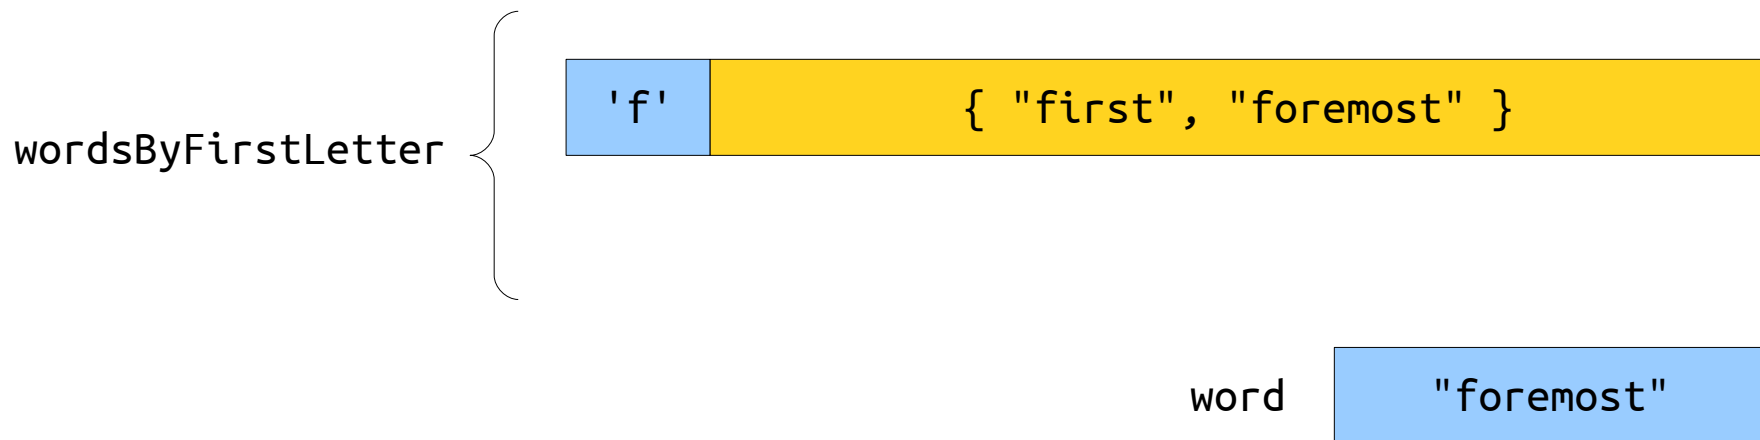 'f' { "first", "foremost" }
wordsByFirstLetter
word "foremost"